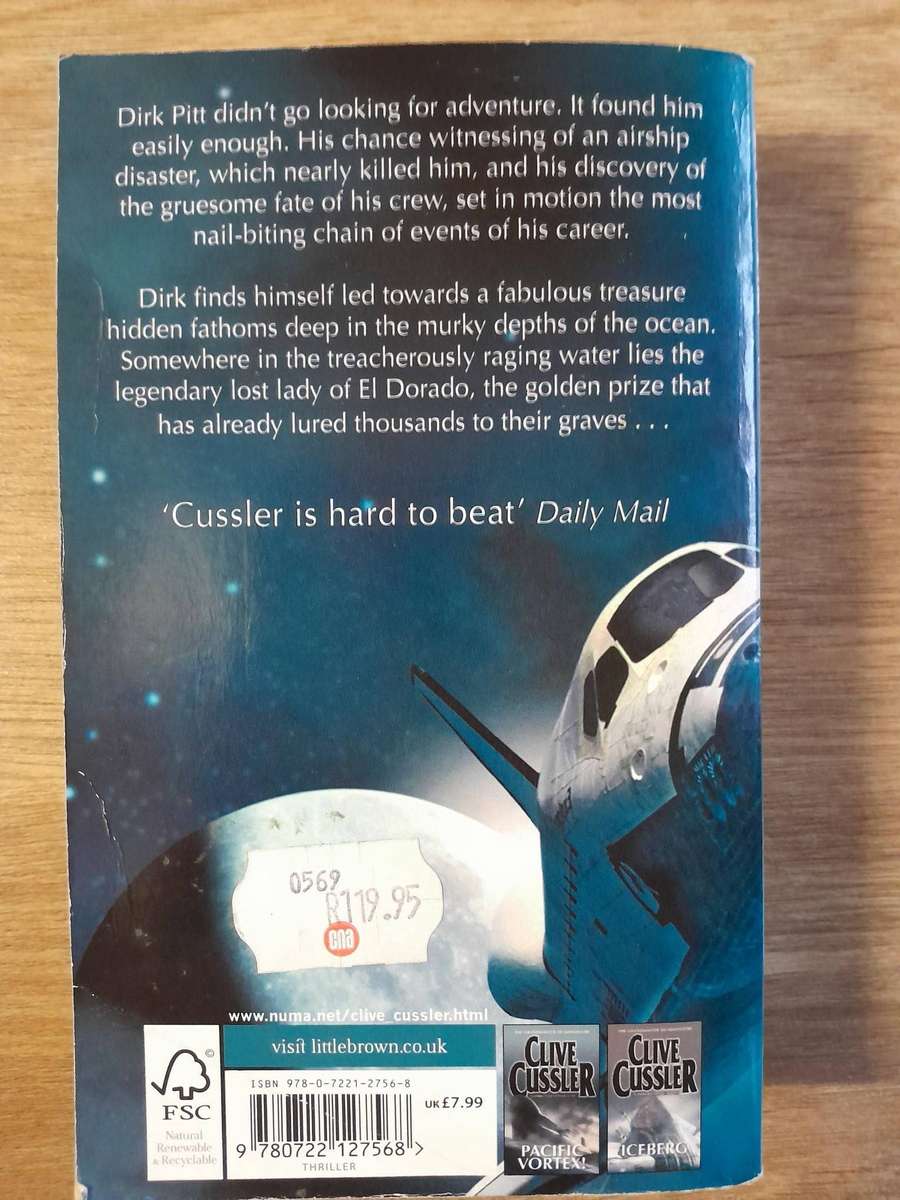 Dirk Pitt didn't go looking for adventure. It found him
easily enough. His chance witnessing of an airship
disaster, which nearly killed him, and his discovery of
the gruesome fate of his crew, set in motion the most
nail-biting chain of events of his career.
Dirk finds himself led towards a fabulous treasure
hidden fathoms deep in the murky depths of the ocean.
Somewhere in the treacherously raging water lies the
legendary lost lady of El Dorado, the golden prize that
has already lured thousands to their graves . . .
'Cussler is hard to beat' Daily Mail
0569
R119.95
cna
www.numa.net/clive_cussler.html
visit littlebrown.co.uk
ISBN 978-0-7221-2756-8
UK£7.99
9 780722 127568 >
THRILLER
©
FSC
Natural
Renewable
& Recyclable
CLIVE
CUSSLER
PACIFIC
VORTEX!
CLIVE
CUSSLER
ICEBERG